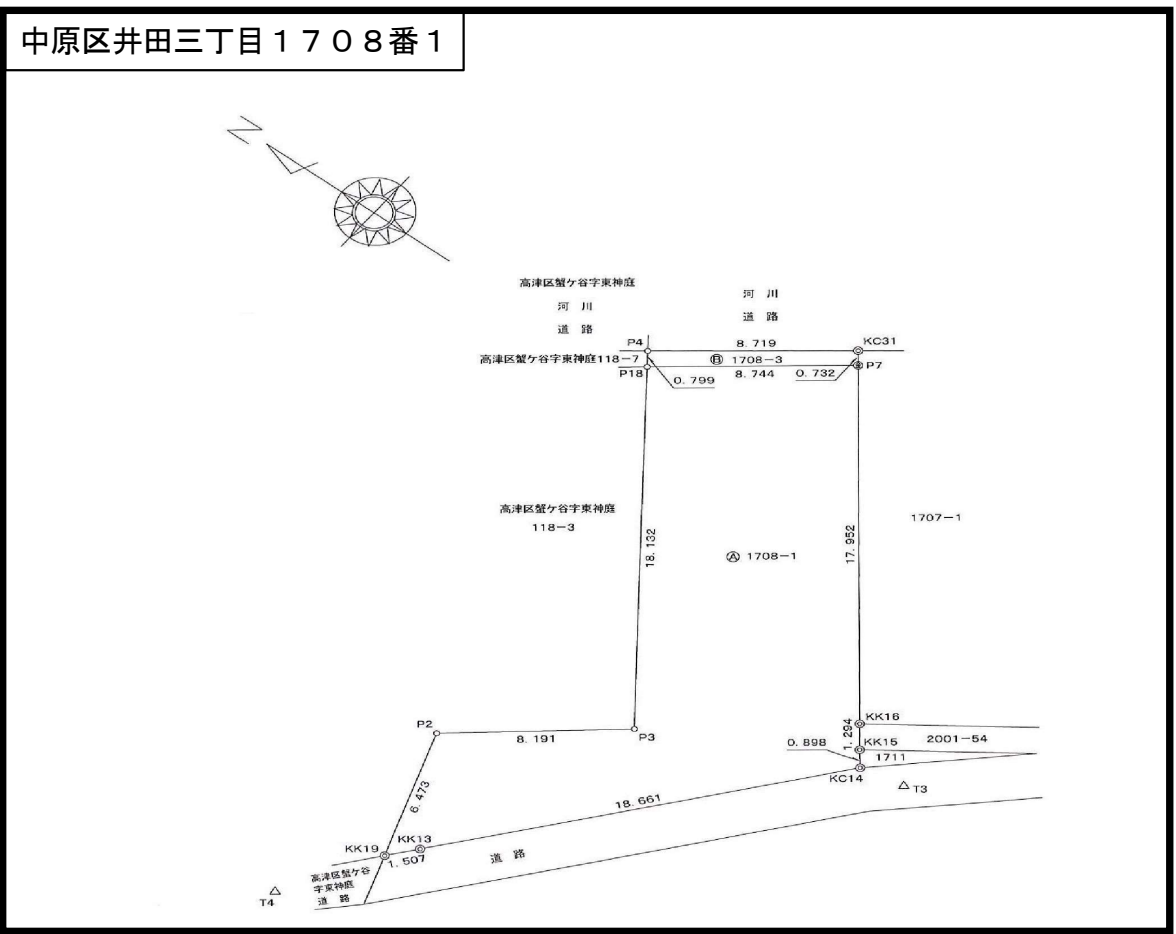 中原区井田三丁目１７０８番１
N
高津区蟹ケ谷字東神庭
河 川
道 路
河 川
道 路
P4
8.719
KC31
高津区蟹ケ谷字東神庭118-7
Ⓑ 1708-3
P18
0.799
8.744
0.732
P7
高津区蟹ケ谷字東神庭
118-3
18.132
Ⓐ 1708-1
17.952
1707-1
P2
8.191
P3
KK16
1.294
2001-54
0.898
KK15
1711
KC14
T3
6.473
18.661
KK19
KK13
1.507
道 路
高津区蟹ケ谷
字東神庭
道 路
T4